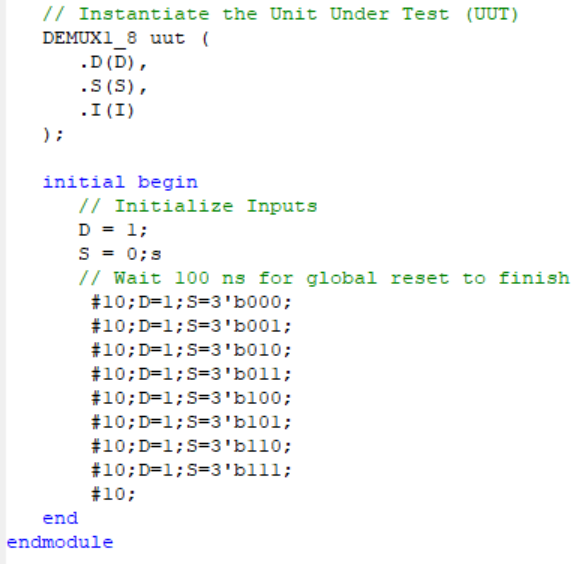 // Instantiate the Unit Under Test (UUT)
DEMUX1_8 uut (
.D(D),
.S(S),
.I(I)
);
initial begin
// Initialize Inputs
D = 1;
S = 0;s
// Wait 100 ns for global reset to finish
#10;D=1;S=3'b000;
#10;D=1;S=3'b001;
#10;D=1;S=3'b010;
#10;D=1;S=3'b011;
#10;D=1;S=3'b100;
#10;D=1;S=3'b101;
#10;D=1;S=3'b110;
#10;D=1;S=3'b111;
#10;
end
endmodule